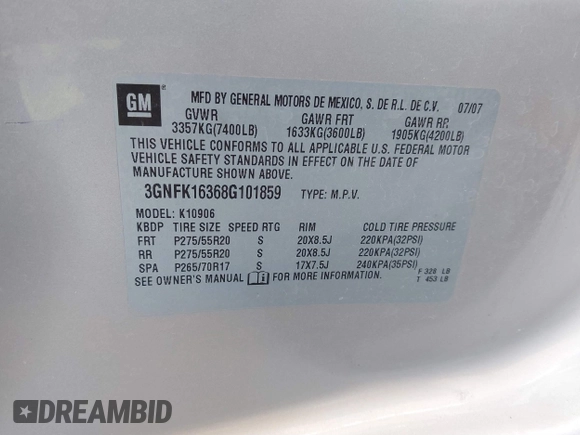 GM ®
MFD BY GENERAL MOTORS DE MEXICO, S. DE R.L. DE C.V. 07/07
GVWR GAWR FRT GAWR RR
3357KG(7400LB) 1633KG(3600LB) 1905KG(4200LB)
THIS VEHICLE CONFORMS TO ALL APPLICABLE U.S. FEDERAL MOTOR
VEHICLE SAFETY STANDARDS IN EFFECT ON THE DATE OF
MANUFACTURE SHOWN ABOVE.
3GNFK16368G101859 TYPE: M.P.V.
MODEL: K10906
KBDP TIRE SIZE SPEED RTG RIM COLD TIRE PRESSURE
FRT P275/55R20 S 20X8.5J 220KPA(32PSI)
RR P275/55R20 S 20X8.5J 220KPA(32PSI)
SPA P265/70R17 S 17X7.5J 240KPA(35PSI)
SEE OWNER'S MANUAL FOR MORE INFORMATION.
F 328 LB
T 453 LB
DREAMBID